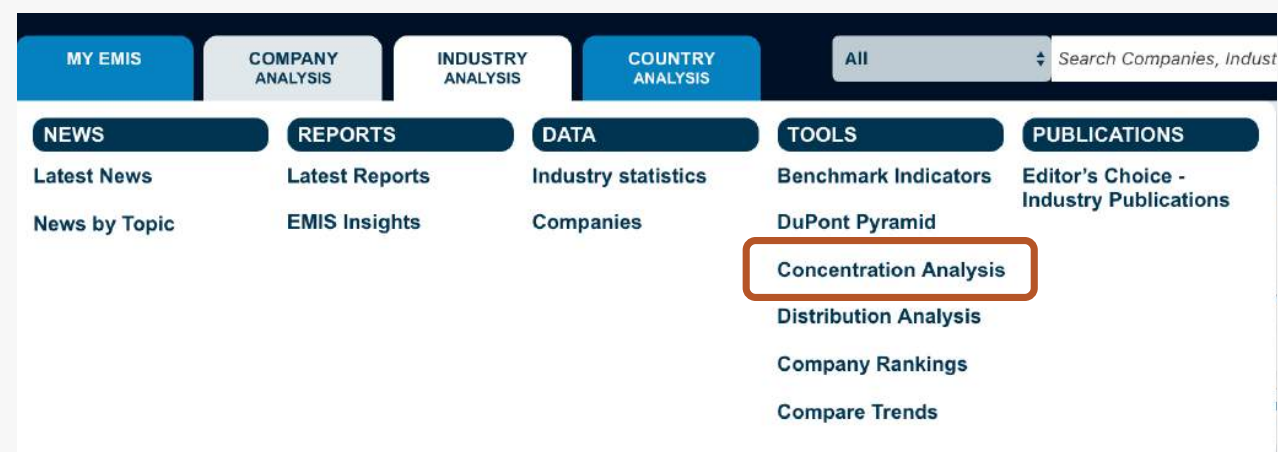 MY EMIS
COMPANY
ANALYSIS
INDUSTRY
ANALYSIS
COUNTRY
ANALYSIS
All
Search Companies, Indust
NEWS
Latest News
News by Topic
REPORTS
Latest Reports
EMIS Insights
DATA
Industry statistics
Companies
TOOLS
Benchmark Indicators
DuPont Pyramid
Concentration Analysis
Distribution Analysis
Company Rankings
Compare Trends
PUBLICATIONS
Editor's Choice -
Industry Publications